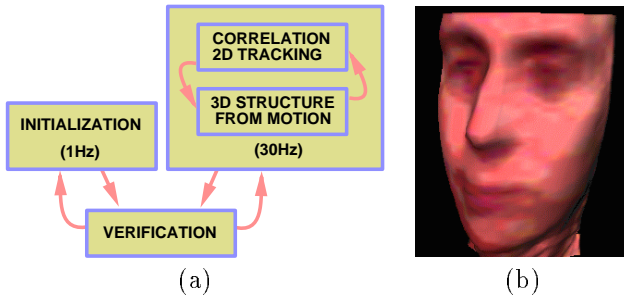 CORRELATION
2D TRACKING
3D STRUCTURE
FROM MOTION
(30Hz)
INITIALIZATION
(1Hz)
VERIFICATION
(a)
(b)